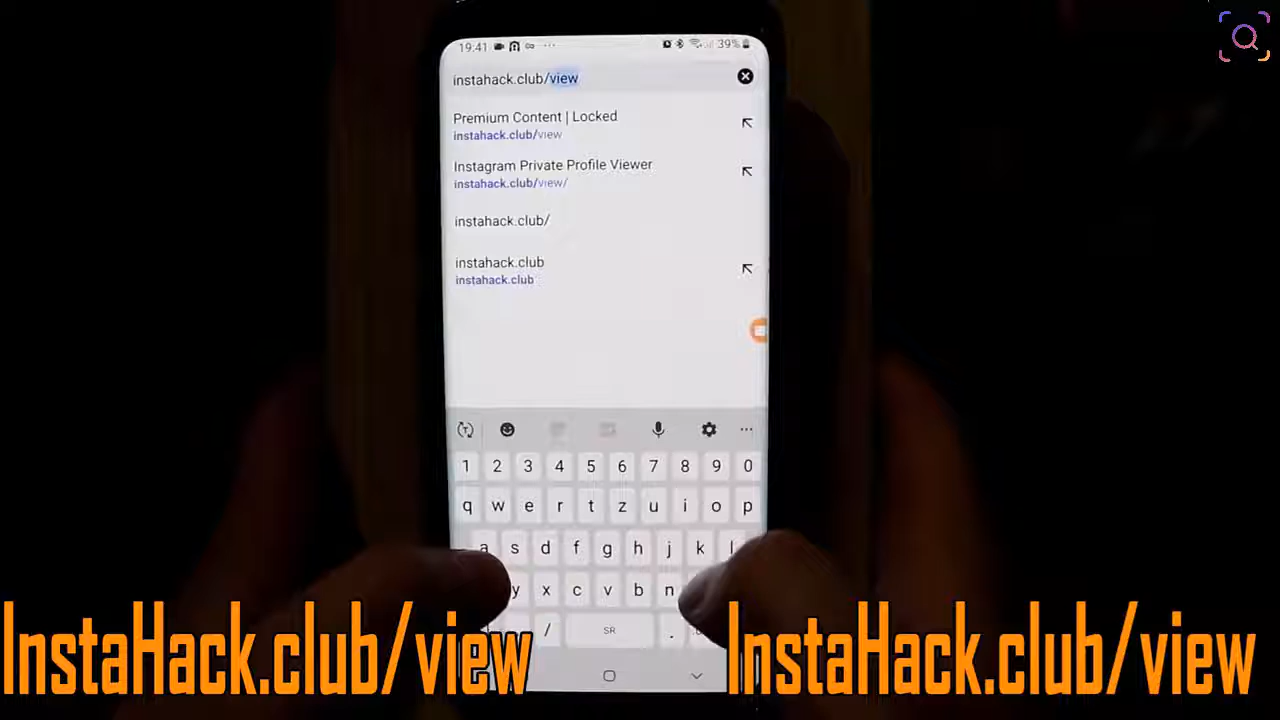 19:41
39%
instahack.club/view
Premium Content | Locked
instahack.club/view
Instagram Private Profile Viewer
instahack.club/view/
instahack.club/
instahack.club
instahack.club
1 2 3 4 5 6 7 8 9 0
q w e r t z u i o p
a s d f g h j k l
y x c v b n
/ SR .
InstaHack.club/view InstaHack.club/view